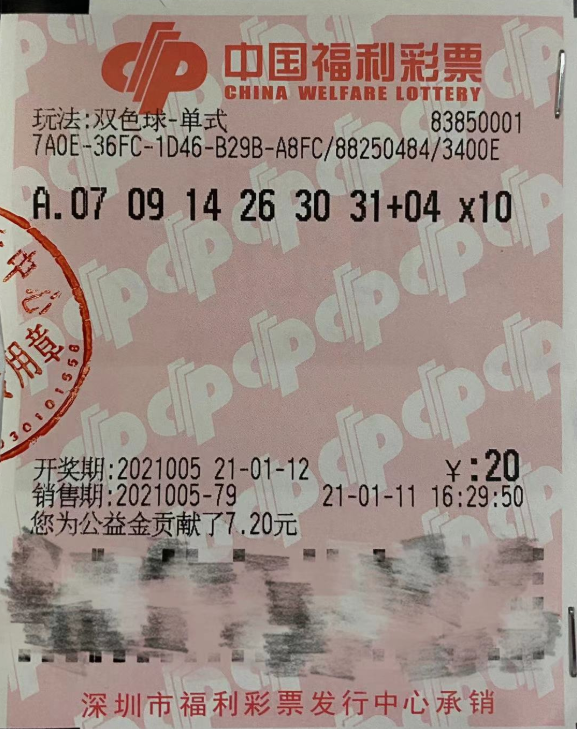 中国福利彩票
CHINA WELFARE LOTTERY
玩法:双色球-单式 83850001
7A0E-36FC-1D46-B29B-A8FC/88250484/3400E
A.07 09 14 26 30 31+04 x10
用章
开奖期:2021005 21-01-12 ¥:20
销售期:2021005-79 21-01-11 16:29:50
您为公益金贡献了7.20元
深圳市福利彩票发行中心承销